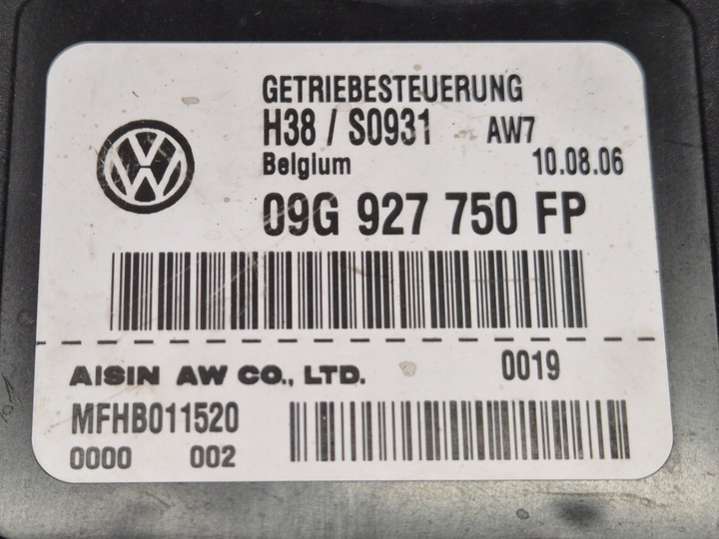 GETRIEBESTEUERUNG
H38 / S0931 AW7
Belgium 10.08.06
09G 927 750 FP
AISIN AW CO., LTD. 0019
MFHB011520
0000 002